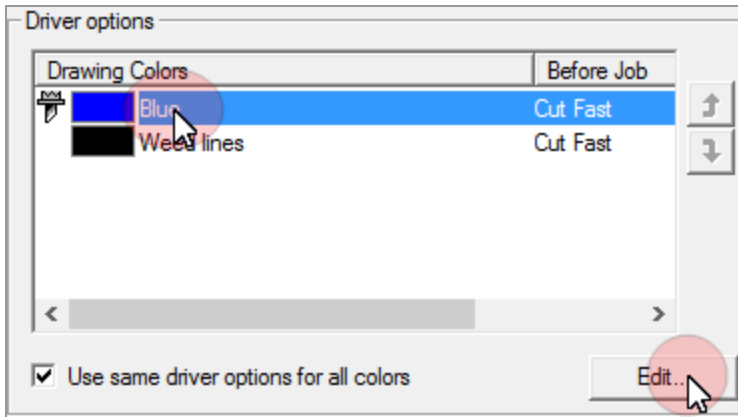 Driver options
Drawing Colors Before Job
Blue Cut Fast
Weed lines Cut Fast
Use same driver options for all colors Edit...